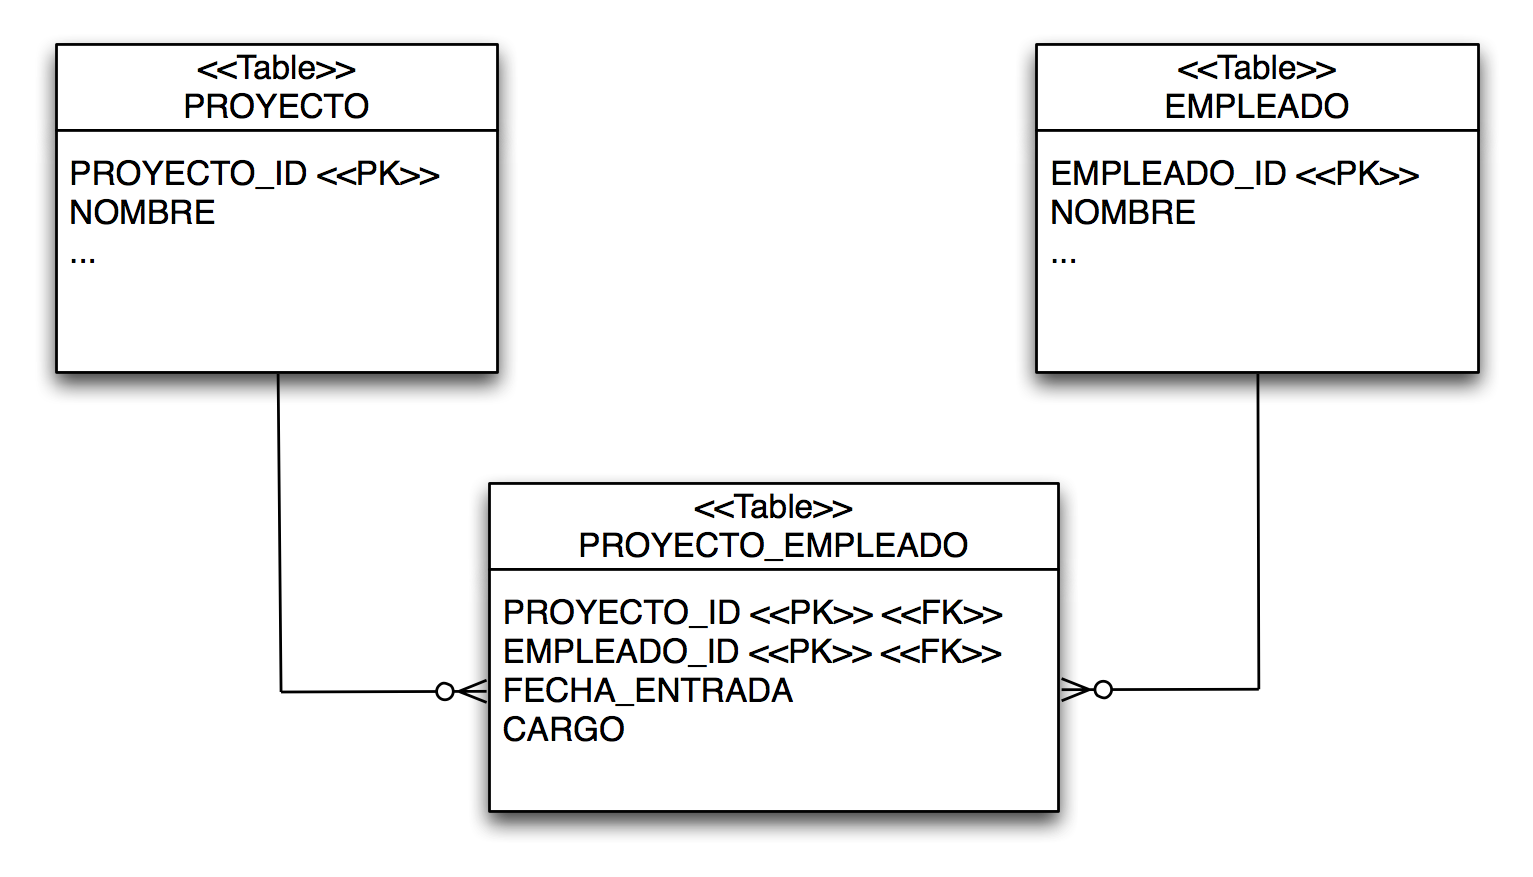 <<Table>>
PROYECTO
PROYECTO_ID <<PK>>
NOMBRE
...
<<Table>>
EMPLEADO
EMPLEADO_ID <<PK>>
NOMBRE
...
<<Table>>
PROYECTO_EMPLEADO
PROYECTO_ID <<PK>> <<FK>>
EMPLEADO_ID <<PK>> <<FK>>
FECHA_ENTRADA
CARGO